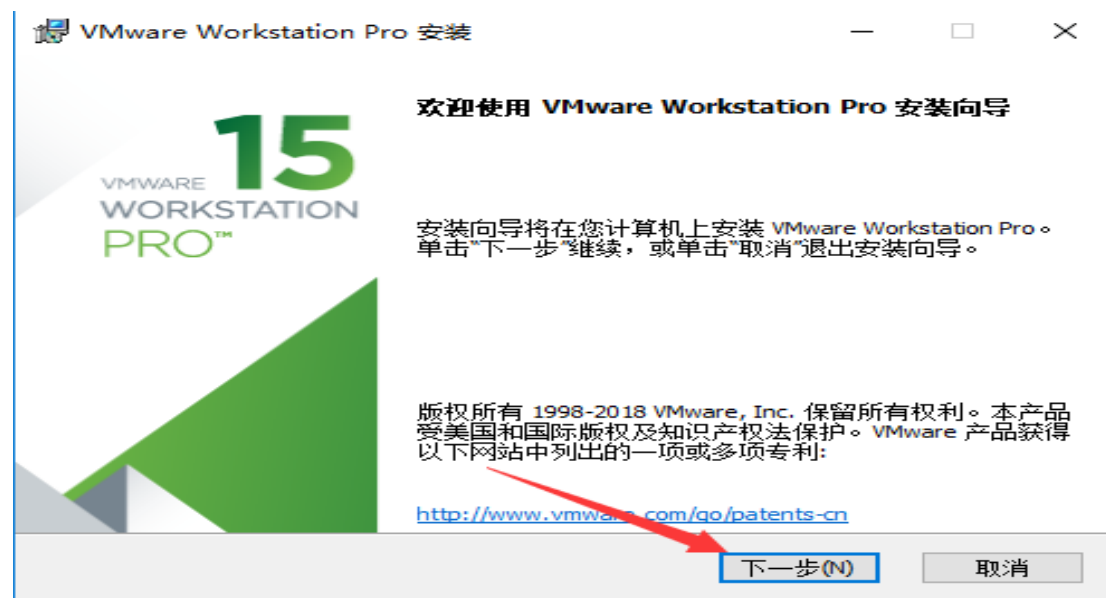 VMware Workstation Pro 安装
欢迎使用 VMware Workstation Pro 安装向导
15
VMWARE
WORKSTATION
PRO™
安装向导将在您计算机上安装 VMware Workstation Pro。
单击"下一步"继续，或单击"取消"退出安装向导。
版权所有 1998-2018 VMware, Inc. 保留所有权利。本产品
受美国和国际版权及知识产权法保护。VMware 产品获得
以下网站中列出的一项或多项专利:
http://www.vmware.com/go/patents-cn
下一步(N)
取消